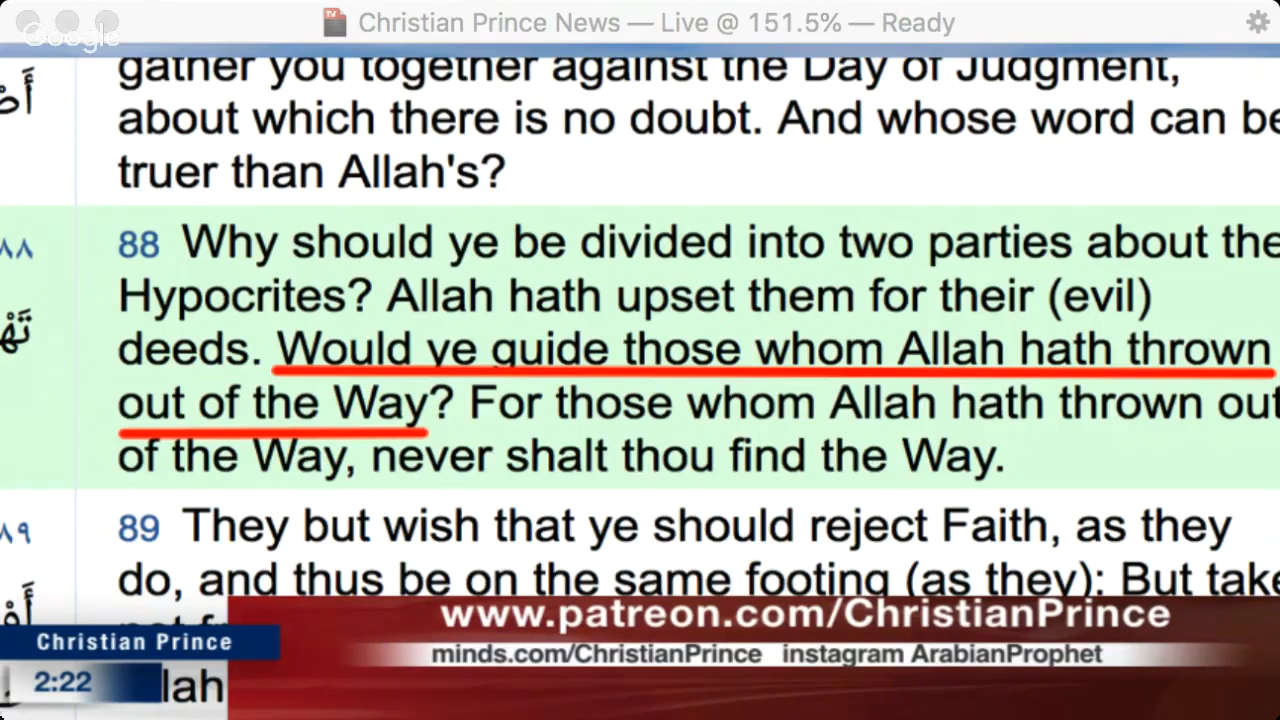 Christian Prince News — Live @ 151.5% — Ready
Google
gather you together against the Day of Judgment,
about which there is no doubt. And whose word can be
truer than Allah's?
٨٨
88 Why should ye be divided into two parties about the
Hypocrites? Allah hath upset them for their (evil)
deeds. Would ye guide those whom Allah hath thrown
out of the Way? For those whom Allah hath thrown out
of the Way, never shalt thou find the Way.
٨٩
89 They but wish that ye should reject Faith, as they
do, and thus be on the same footing (as they): But take
lah
www.patreon.com/ChristianPrince
Christian Prince
minds.com/ChristianPrince instagram ArabianProphet
2:22